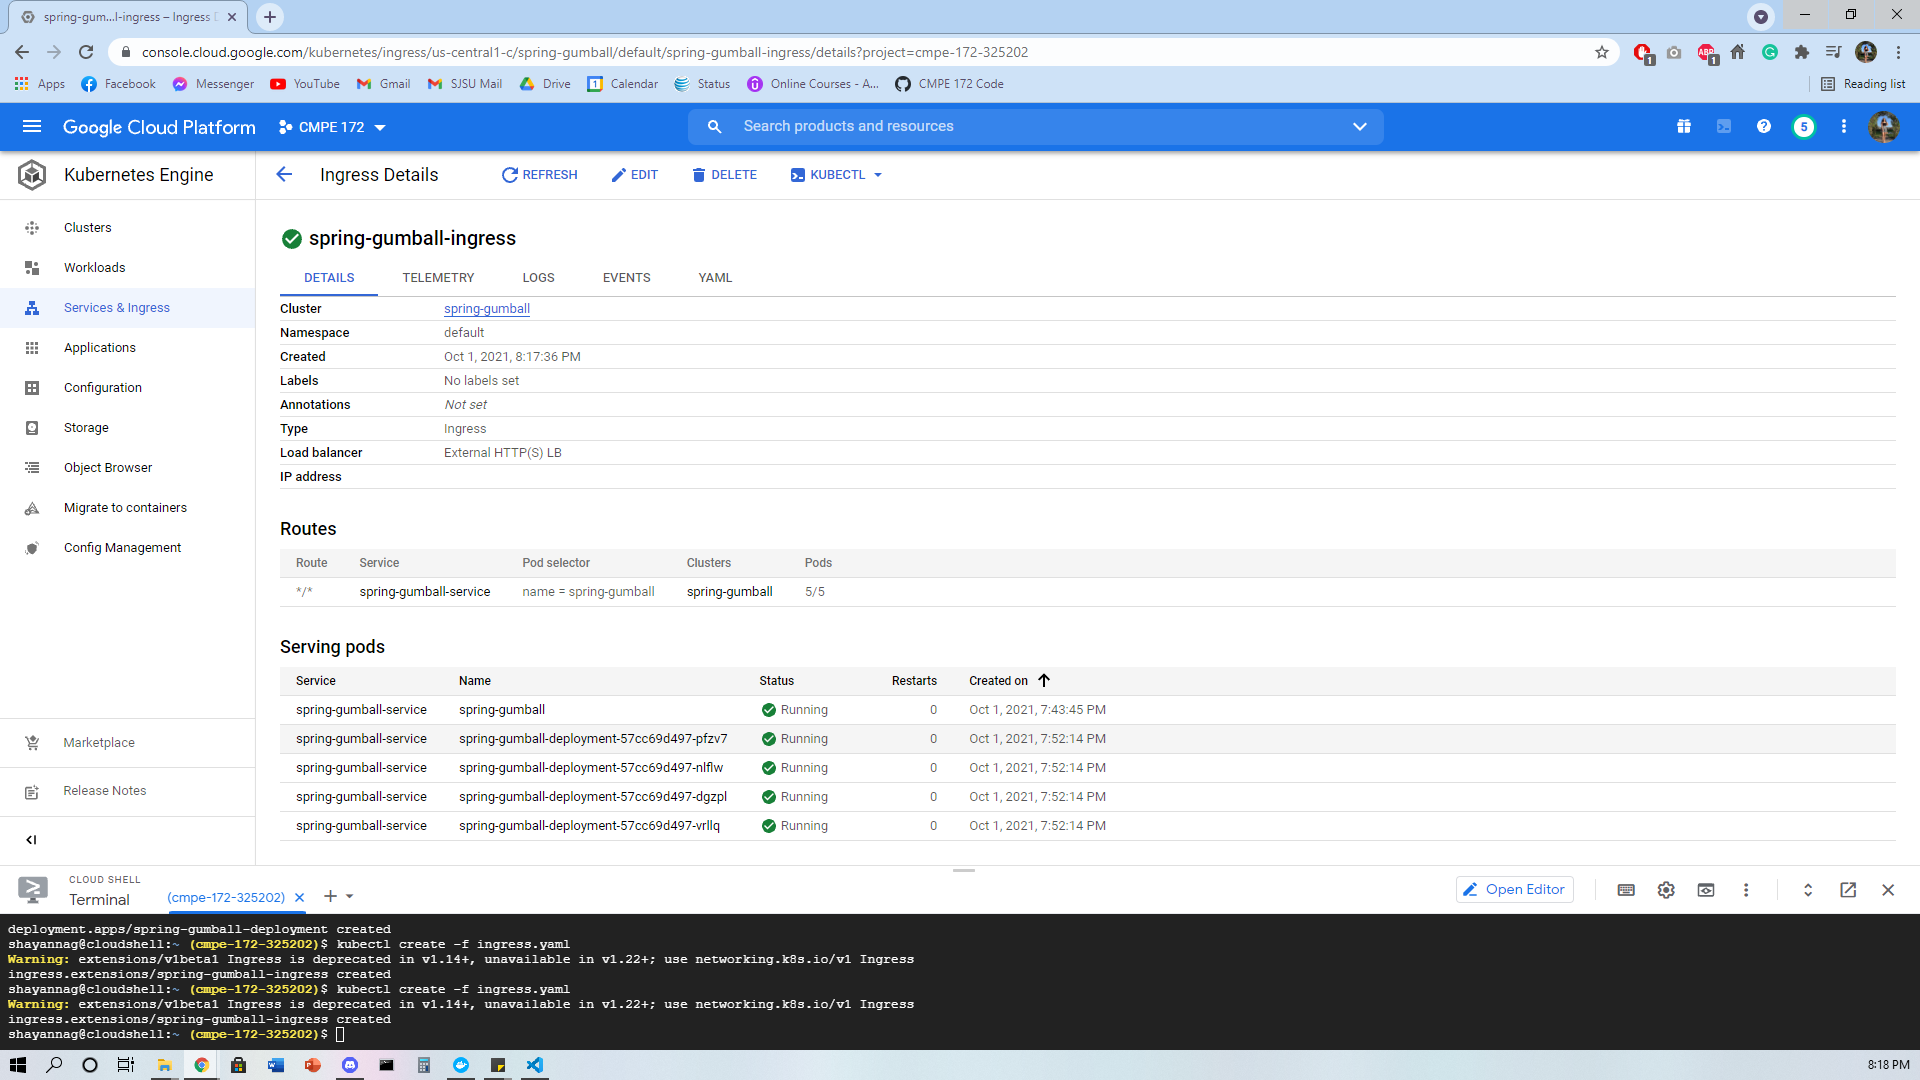 spring-gum...l-ingress – Ingress D
console.cloud.google.com/kubernetes/ingress/us-central1-c/spring-gumball/default/spring-gumball-ingress/details?project=cmpe-172-325202
1
ABP
1
Apps
Facebook
Messenger
YouTube
Gmail
SJSU Mail
Drive
1
Calendar
Status
Online Courses - A...
CMPE 172 Code
Reading list
Google Cloud Platform
CMPE 172
Search products and resources
5
Kubernetes Engine
Ingress Details
REFRESH
EDIT
DELETE
KUBECTL
Clusters
Workloads
Services & Ingress
Applications
Configuration
Storage
Object Browser
Migrate to containers
Config Management
Marketplace
Release Notes
spring-gumball-ingress
DETAILS TELEMETRY LOGS EVENTS YAML
Cluster spring-gumball
Namespace default
Created Oct 1, 2021, 8:17:36 PM
Labels No labels set
Annotations Not set
Type Ingress
Load balancer External HTTP(S) LB
IP address
Routes
Route Service Pod selector Clusters Pods
*/* spring-gumball-service name = spring-gumball spring-gumball 5/5
Serving pods
Service Name Status Restarts Created on
spring-gumball-service spring-gumball Running 0 Oct 1, 2021, 7:43:45 PM
spring-gumball-service spring-gumball-deployment-57cc69d497-pfzv7 Running 0 Oct 1, 2021, 7:52:14 PM
spring-gumball-service spring-gumball-deployment-57cc69d497-nlflw Running 0 Oct 1, 2021, 7:52:14 PM
spring-gumball-service spring-gumball-deployment-57cc69d497-dgzpl Running 0 Oct 1, 2021, 7:52:14 PM
spring-gumball-service spring-gumball-deployment-57cc69d497-vrllq Running 0 Oct 1, 2021, 7:52:14 PM
CLOUD SHELL
Terminal
(cmpe-172-325202)
Open Editor
deployment.apps/spring-gumball-deployment created
shayannag@cloudshell:~ (cmpe-172-325202)$ kubectl create -f ingress.yaml
Warning: extensions/v1beta1 Ingress is deprecated in v1.14+, unavailable in v1.22+; use networking.k8s.io/v1 Ingress
ingress.extensions/spring-gumball-ingress created
shayannag@cloudshell:~ (cmpe-172-325202)$ kubectl create -f ingress.yaml
Warning: extensions/v1beta1 Ingress is deprecated in v1.14+, unavailable in v1.22+; use networking.k8s.io/v1 Ingress
ingress.extensions/spring-gumball-ingress created
shayannag@cloudshell:~ (cmpe-172-325202)$
8:18 PM